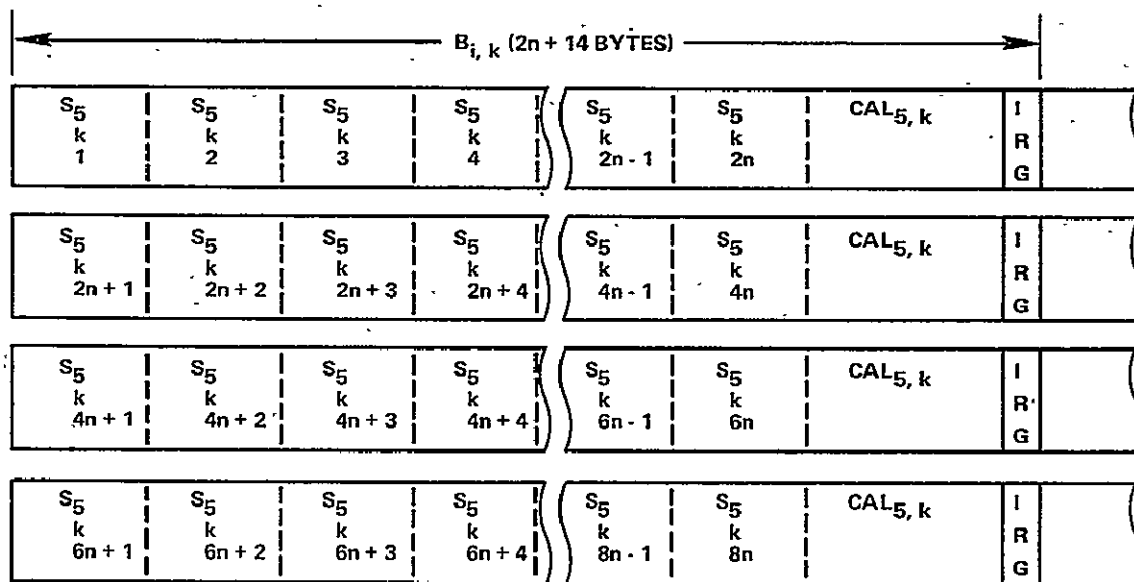 B i, k (2n + 14 BYTES)
S5 S5 S5 S5 S5 S5 CAL5, k I
k k k k k k R
1 2 3 4 2n - 1 2n G
S5 S5 S5 S5 S5 S5 CAL5, k I
k k k k k k R
2n + 1 2n + 2 2n + 3 2n + 4 4n - 1 4n G
S5 S5 S5 S5 S5 S5 CAL5, k I
k k k k k k R
4n + 1 4n + 2 4n + 3 4n + 4 6n - 1 6n G
S5 S5 S5 S5 S5 S5 CAL5, k I
k k k k k k R
6n + 1 6n + 2 6n + 3 6n + 4 8n - 1 8n G